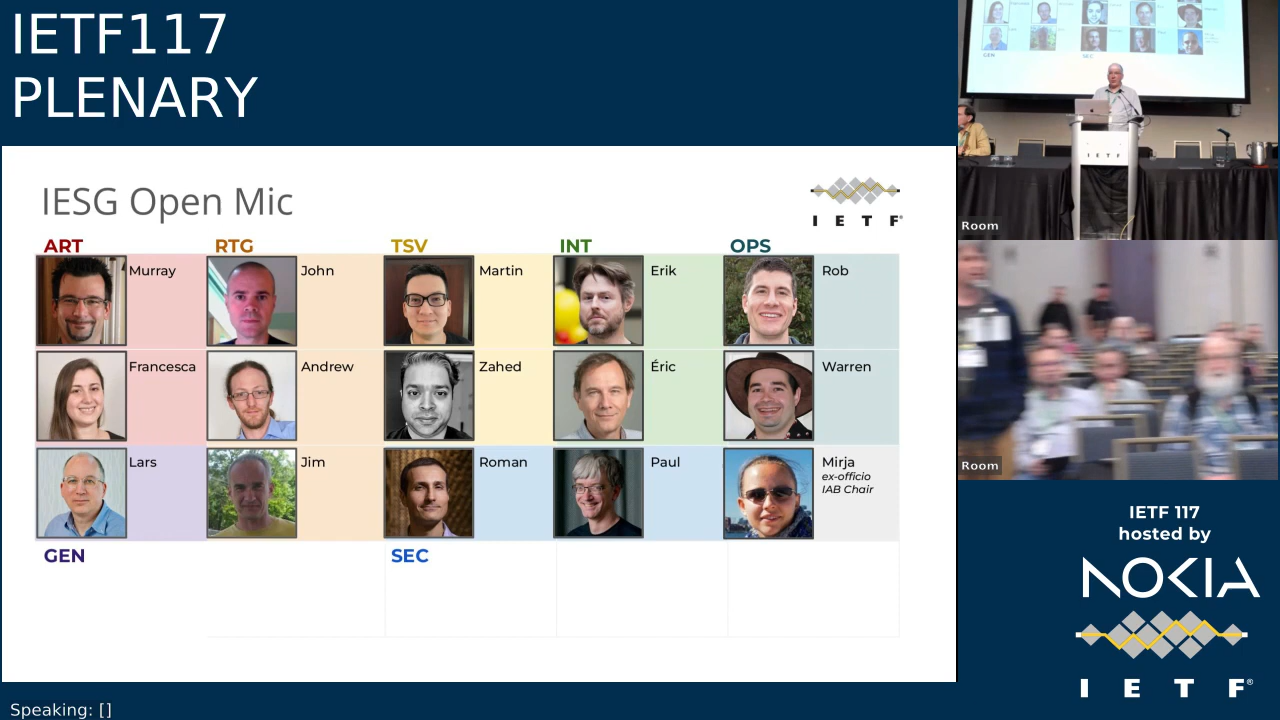 IETF117
PLENARY
IESG Open Mic
I E T F®
ART RTG TSV INT OPS
Murray John Martin Erik Rob
Francesca Andrew Zahed Éric Warren
Lars Jim Roman Paul Mirja
ex-officio
IAB Chair
GEN SEC
Speaking: []
GEN SEC
I E T F
Room
Room
IETF 117
hosted by
NOKIA
I E T F®